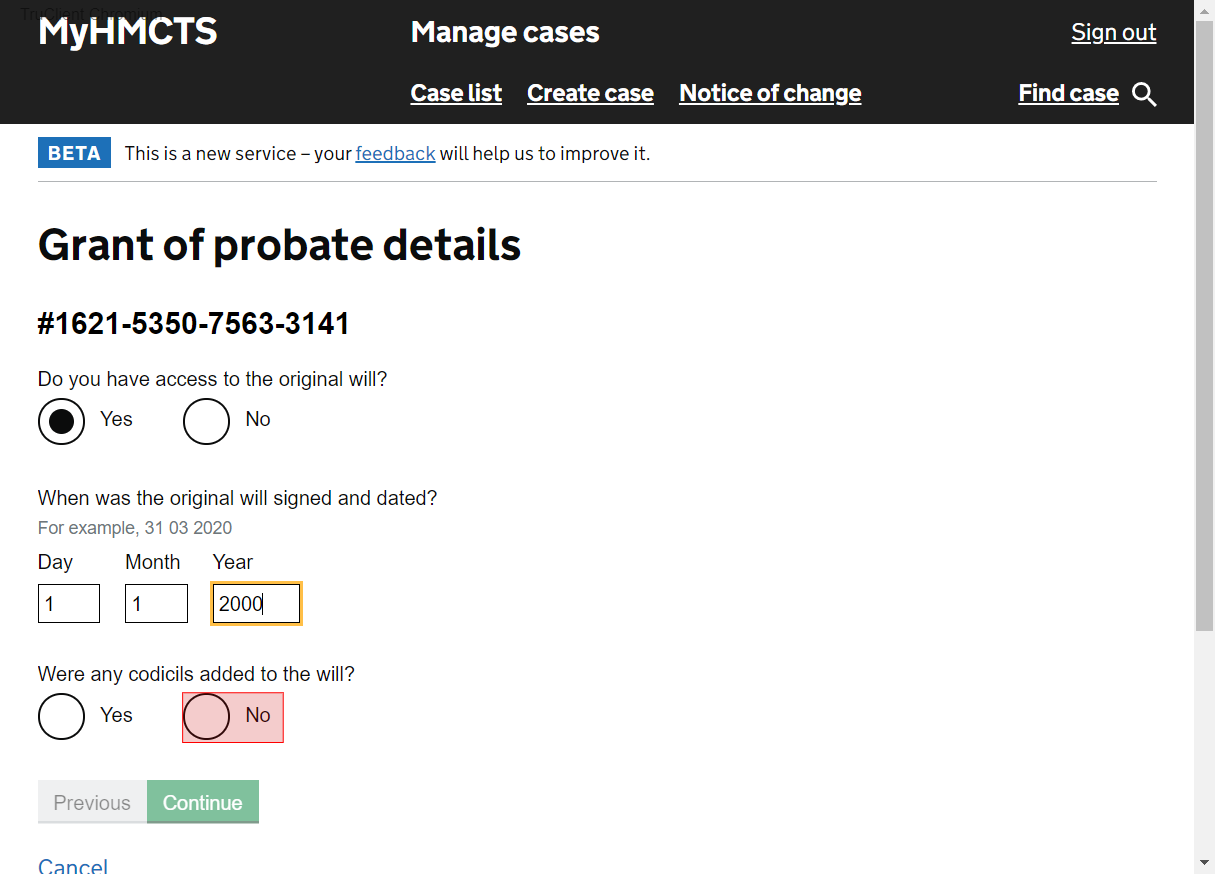 TruClient Chromium
MyHMCTS
Manage cases
Sign out
Case list Create case Notice of change Find case
BETA This is a new service – your feedback will help us to improve it.
Grant of probate details
#1621-5350-7563-3141
Do you have access to the original will?
Yes No
When was the original will signed and dated?
For example, 31 03 2020
Day Month Year
1 1 2000
Were any codicils added to the will?
Yes No
Previous Continue
Cancel